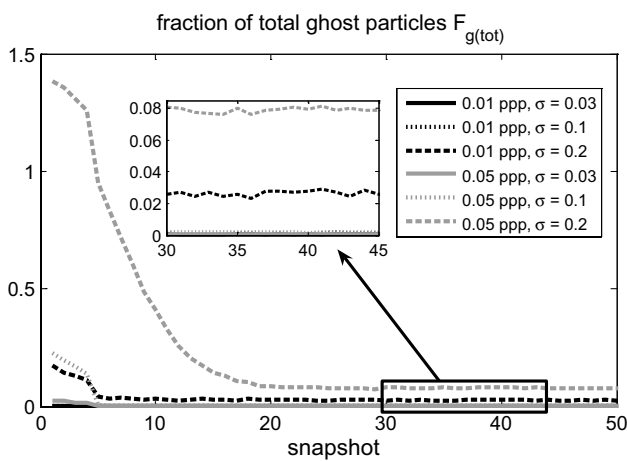 fraction of total ghost particles F_g(tot)
1.5
1
0.5
0
0.08
0.06
0.04
0.02
0
30 35 40 45
0.01 ppp, σ = 0.03
0.01 ppp, σ = 0.1
0.01 ppp, σ = 0.2
0.05 ppp, σ = 0.03
0.05 ppp, σ = 0.1
0.05 ppp, σ = 0.2
0 10 20 30 40 50
snapshot